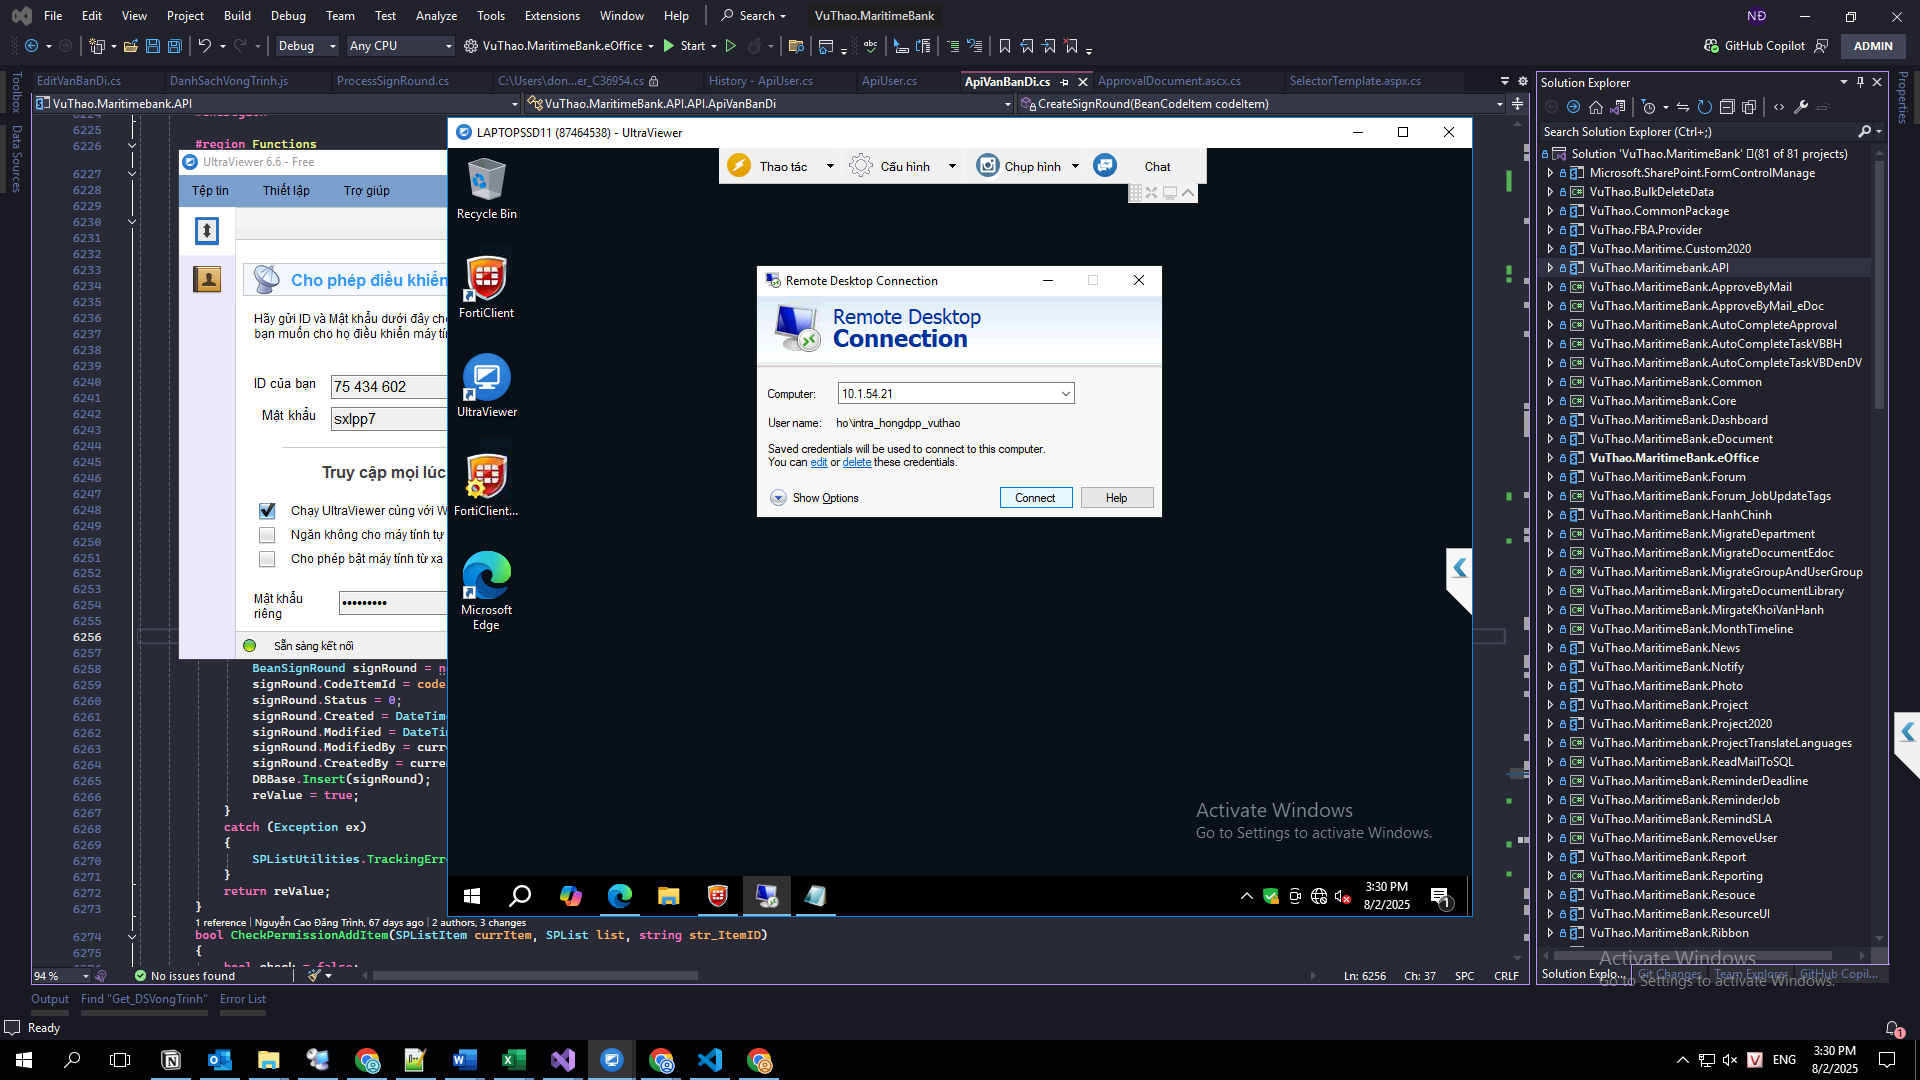 File Edit View Project Build Debug Team Test Analyze Tools Extensions Window Help Search VuThao.MaritimeBank NĐ
Debug Any CPU VuThao.MaritimeBank.eOffice Start GitHub Copilot ADMIN
EditVanBanDi.cs DanhSachVongTrinh.js ProcessSignRound.cs C:\Users\don...er_C36954.cs History - ApiUser.cs ApiUser.cs ApiVanBanDi.cs ApprovalDocument.ascx.cs SelectorTemplate.aspx.cs
VuThao.Maritimebank.API VuThao.MaritimeBank.API.API.ApiVanBanDi CreateSignRound(BeanCodeItem codeItem)
Toolbox
Data Sources
6225
6226 #region Functions
6227
6228
6229
6230
6231
6232
6233
6234
6235
6236
6237
6238
6239
6240
6241
6242
6243
6244
6245
6246
6247
6248
6249
6250
6251
6252
6253
6254
6255
6256
6257
6258 BeanSignRound signRound =
6259 signRound.CodeItemId = code
6260 signRound.Status = 0;
6261 signRound.Created = DateTim
6262 signRound.Modified = DateTi
6263 signRound.ModifiedBy = curre
6264 signRound.CreatedBy = curre
6265 DBBase.Insert(signRound);
6266 reValue = true;
6267 }
6268 catch (Exception ex)
6269 {
6270 SPListUtilities.TrackingErr
6271 }
6272 return reValue;
6273 }
1 reference | Nguyễn Cao Đăng Trình, 67 days ago | 2 authors, 3 changes
6274 bool CheckPermissionAddItem(SPListItem currItem, SPList list, string str_ItemID)
6275 {
bool check = false;
94 % No issues found Ln: 6256 Ch: 37 SPC CRLF
Output Find "Get_DSVongTrinh" Error List
Ready
UltraViewer 6.6 - Free
Tệp tin Thiết lập Trợ giúp
Cho phép điều khiển
Hãy gửi ID và Mật khẩu dưới đây cho
bạn muốn cho họ điều khiển máy tí
ID của bạn 75 434 602
Mật khẩu sxlpp7
Truy cập mọi lúc
Chạy UltraViewer cùng với W
Ngăn không cho máy tính tự
Cho phép bật máy tính từ xa
Mật khẩu
riêng
Sẵn sàng kết nối
LAPTOPSSD11 (87464538) - UltraViewer
Thao tác Cấu hình Chụp hình Chat
Recycle Bin
FortiClient
UltraViewer
FortiClient...
Microsoft
Edge
Remote Desktop Connection
Remote Desktop
Connection
Computer: 10.1.54.21
User name: ho\intra_hongdpp_vuthao
Saved credentials will be used to connect to this computer.
You can edit or delete these credentials.
Show Options Connect Help
Activate Windows
Go to Settings to activate Windows.
3:30 PM
8/2/2025
1
Solution Explorer
Search Solution Explorer (Ctrl+;)
Solution 'VuThao.MaritimeBank' (81 of 81 projects)
Microsoft.SharePoint.FormControlManage
VuThao.BulkDeleteData
VuThao.CommonPackage
VuThao.FBA.Provider
VuThao.Maritime.Custom2020
VuThao.Maritimebank.API
VuThao.MaritimeBank.ApproveByMail
VuThao.MaritimeBank.ApproveByMail_eDoc
VuThao.MaritimeBank.AutoCompleteApproval
VuThao.MaritimeBank.AutoCompleteTaskVBBH
VuThao.MaritimeBank.AutoCompleteTaskVBDenDV
VuThao.MaritimeBank.Common
VuThao.MaritimeBank.Core
VuThao.MaritimeBank.Dashboard
VuThao.MaritimeBank.eDocument
VuThao.MaritimeBank.eOffice
VuThao.MaritimeBank.Forum
VuThao.MaritimeBank.Forum_JobUpdateTags
VuThao.MaritimeBank.HanhChinh
VuThao.MaritimeBank.MigrateDepartment
VuThao.MaritimeBank.MigrateDocumentEdoc
VuThao.MaritimeBank.MigrateGroupAndUserGroup
VuThao.MaritimeBank.MirgateDocumentLibrary
VuThao.MaritimeBank.MirgateKhoiVanHanh
VuThao.MaritimeBank.MonthTimeline
VuThao.MaritimeBank.News
VuThao.MaritimeBank.Notify
VuThao.MaritimeBank.Photo
VuThao.MaritimeBank.Project
VuThao.MaritimeBank.Project2020
VuThao.Maritimebank.ProjectTranslateLanguages
VuThao.MaritimeBank.ReadMailToSQL
VuThao.MaritimeBank.ReminderDeadline
VuThao.MaritimeBank.ReminderJob
VuThao.MaritimeBank.RemindSLA
VuThao.MaritimeBank.RemoveUser
VuThao.MaritimeBank.Report
VuThao.MaritimeBank.Reporting
VuThao.MaritimeBank.Resouce
VuThao.MaritimeBank.ResourceUI
VuThao.MaritimeBank.Ribbon
Solution Explo... Git Changes Team Explorer GitHub Copil...
Properties
Activate Windows
Go to Settings to activate Windows.
1
ENG
3:30 PM
8/2/2025